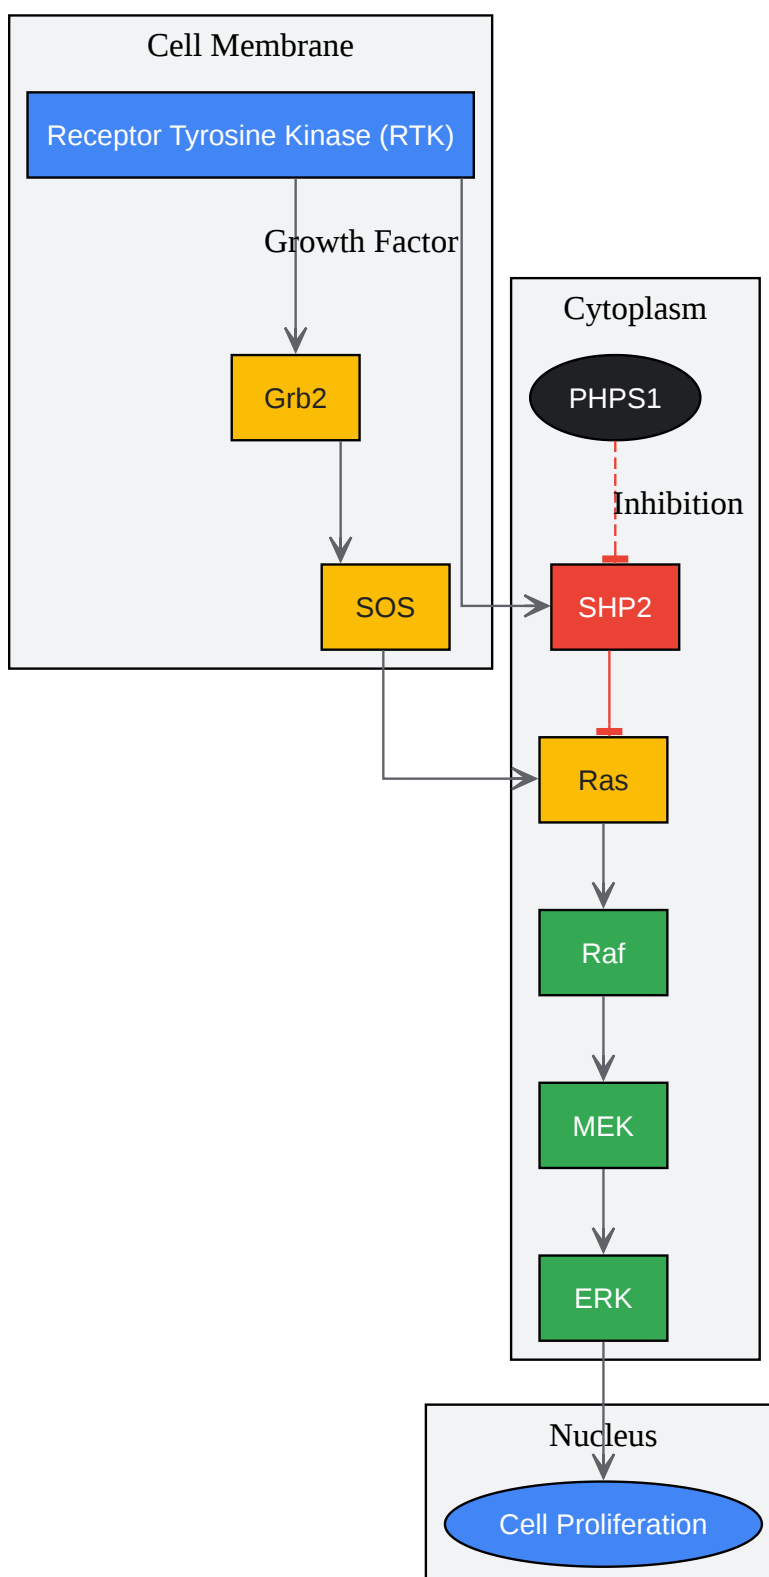 Cell Membrane
Receptor Tyrosine Kinase (RTK)
Growth Factor
Cytoplasm
Grb2
PHPS1
Inhibition
SOS
SHP2
Ras
Raf
MEK
ERK
Nucleus
Cell Proliferation